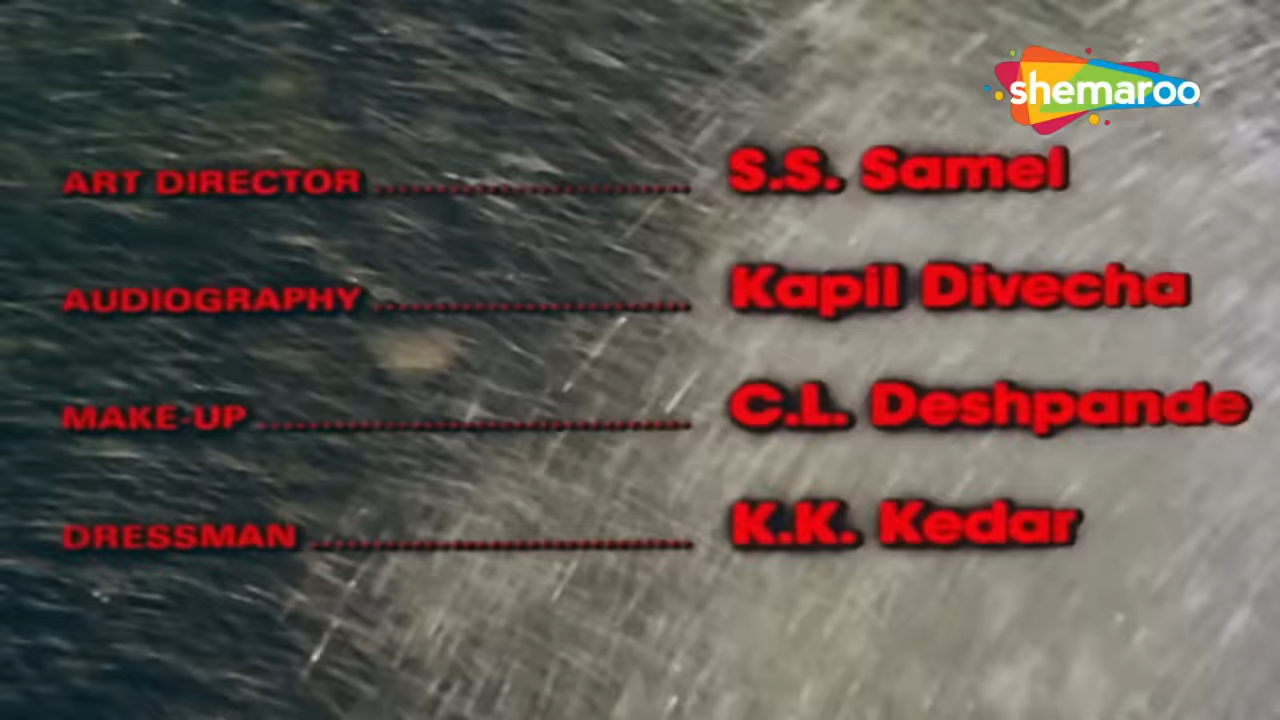 shemaroo
ART DIRECTOR .......................... S.S. Samel
AUDIOGRAPHY .......................... Kapil Divecha
MAKE-UP .................................... C.L. Deshpande
DRESSMAN ................................ K.K. Kedar